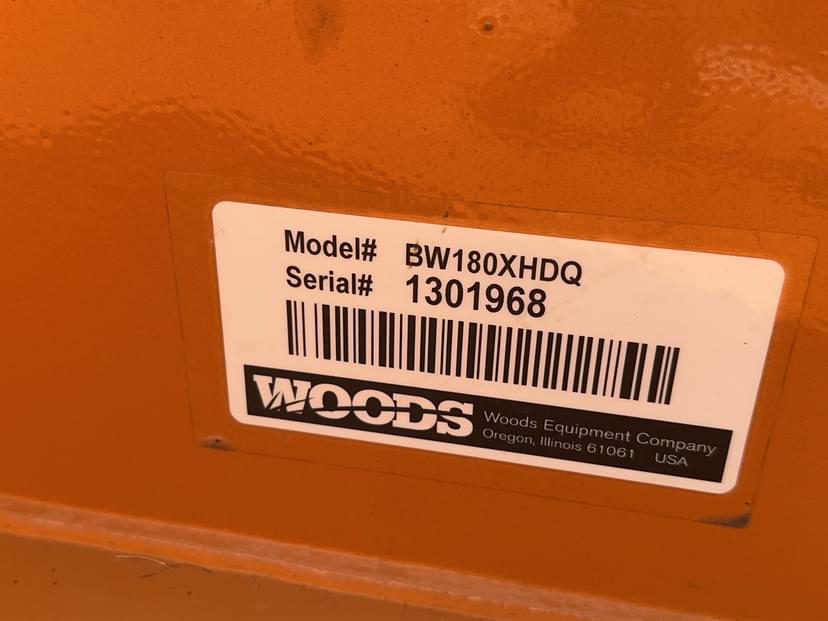 Model# BW180XHDQ
Serial# 1301968
WOODS
Woods Equipment Company
Oregon, Illinois 61061 USA